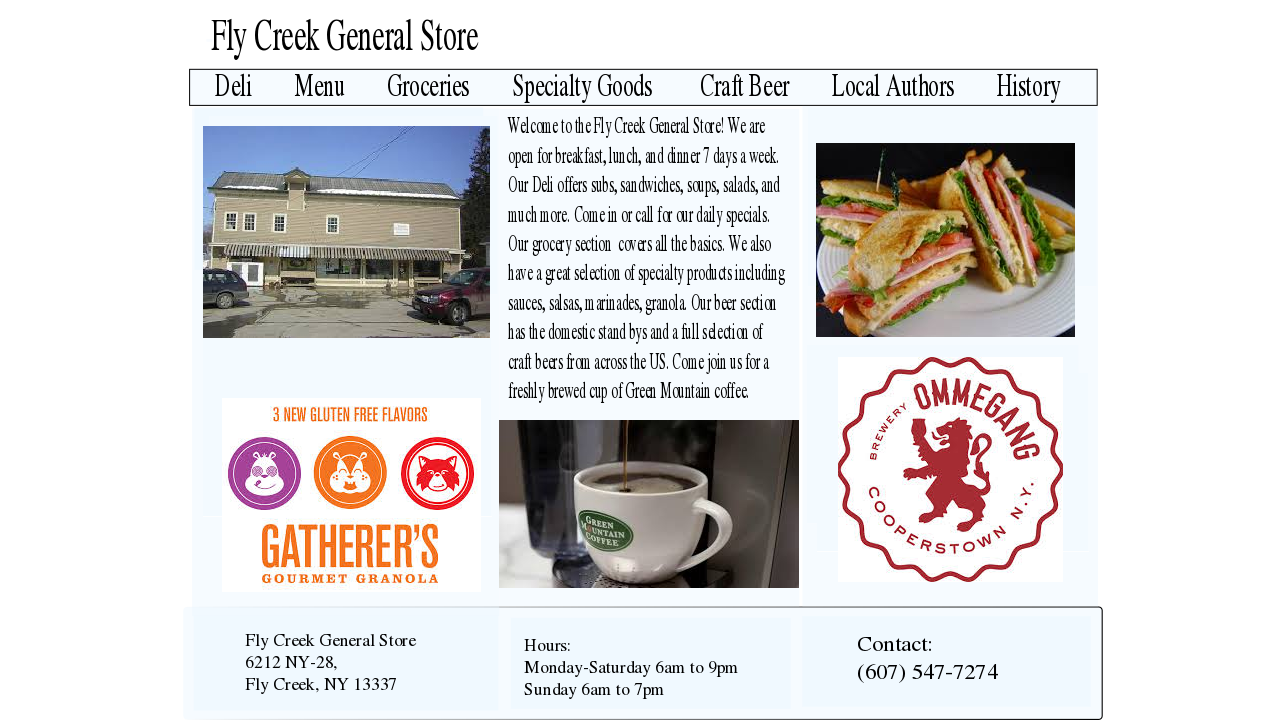 Fly Creek General Store
Deli Menu Groceries Specialty Goods Craft Beer Local Authors History
Welcome to the Fly Creek General Store! We are
open for breakfast, lunch, and dinner 7 days a week.
Our Deli offers subs, sandwiches, soups, salads, and
much more. Come in or call for our daily specials.
Our grocery section covers all the basics. We also
have a great selection of specialty products including
sauces, salsas, marinades, granola. Our beer section
has the domestic stand bys and a full selection of
craft beers from across the US. Come join us for a
freshly brewed cup of Green Mountain coffee.
3 NEW GLUTEN FREE FLAVORS
GATHERER'S
GOURMET GRANOLA
GREEN
MOUNTAIN
COFFEE
BREWERY OMMEGANG
COOPERSTOWN N.Y.
Fly Creek General Store
6212 NY-28,
Fly Creek, NY 13337
Hours:
Monday-Saturday 6am to 9pm
Sunday 6am to 7pm
Contact:
(607) 547-7274